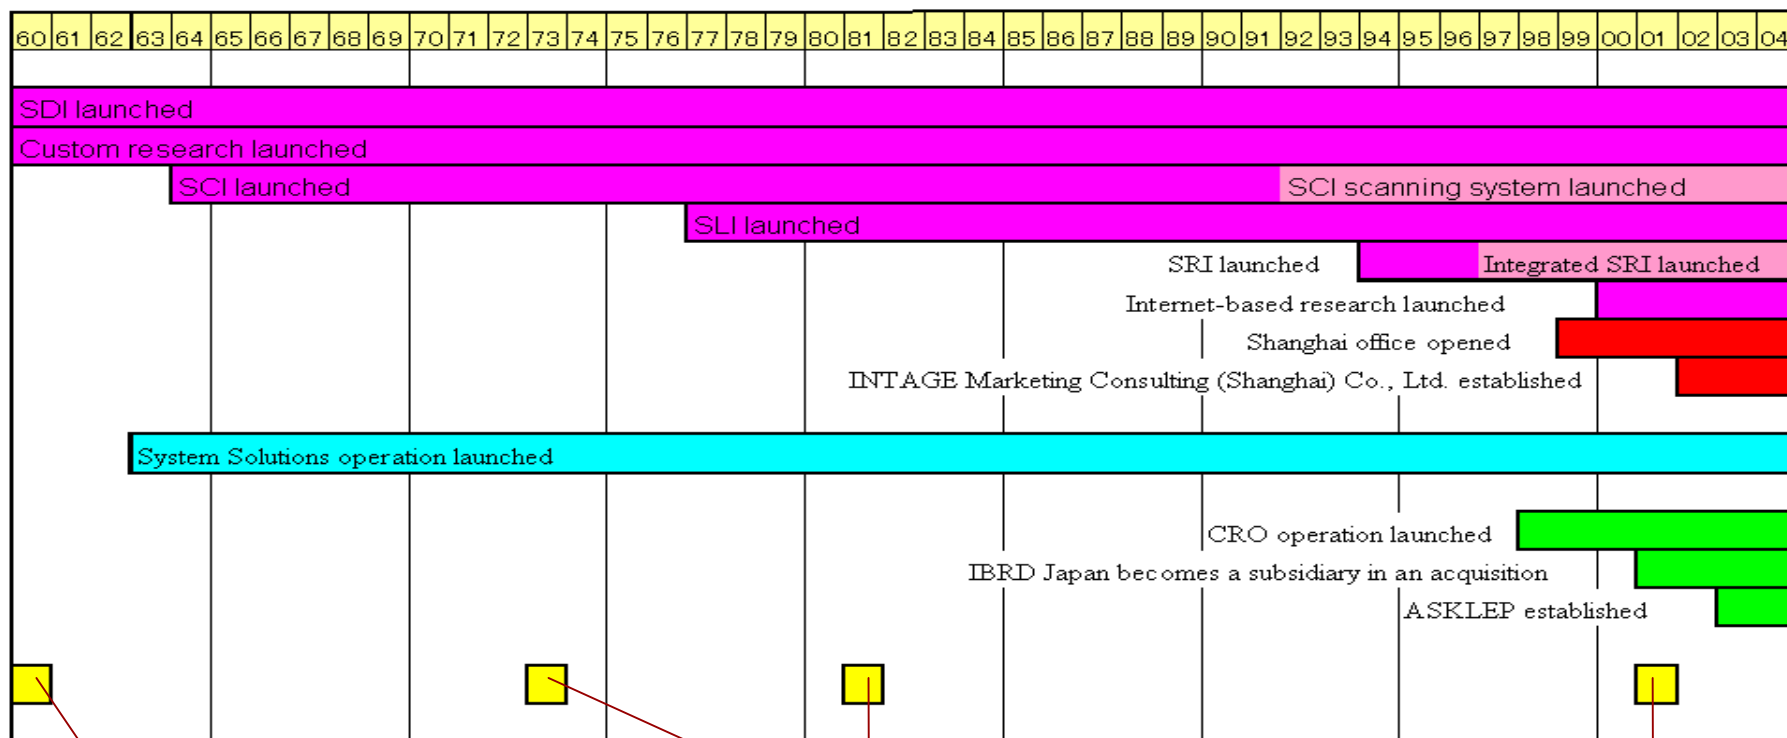 60 61 62 63 64 65 66 67 68 69 70 71 72 73 74 75 76 77 78 79 80 81 82 83 84 85 86 87 88 89 90 91 92 93 94 95 96 97 98 99 00 01 02 03 04
SDI launched
Custom research launched
SCI launched SCI scanning system launched
SLI launched
SRI launched Integrated SRI launched
Internet-based research launched
Shanghai office opened
INTAGE Marketing Consulting (Shanghai) Co., Ltd. established
System Solutions operation launched
CRO operation launched
IBRD Japan becomes a subsidiary in an acquisition
ASKLEP established